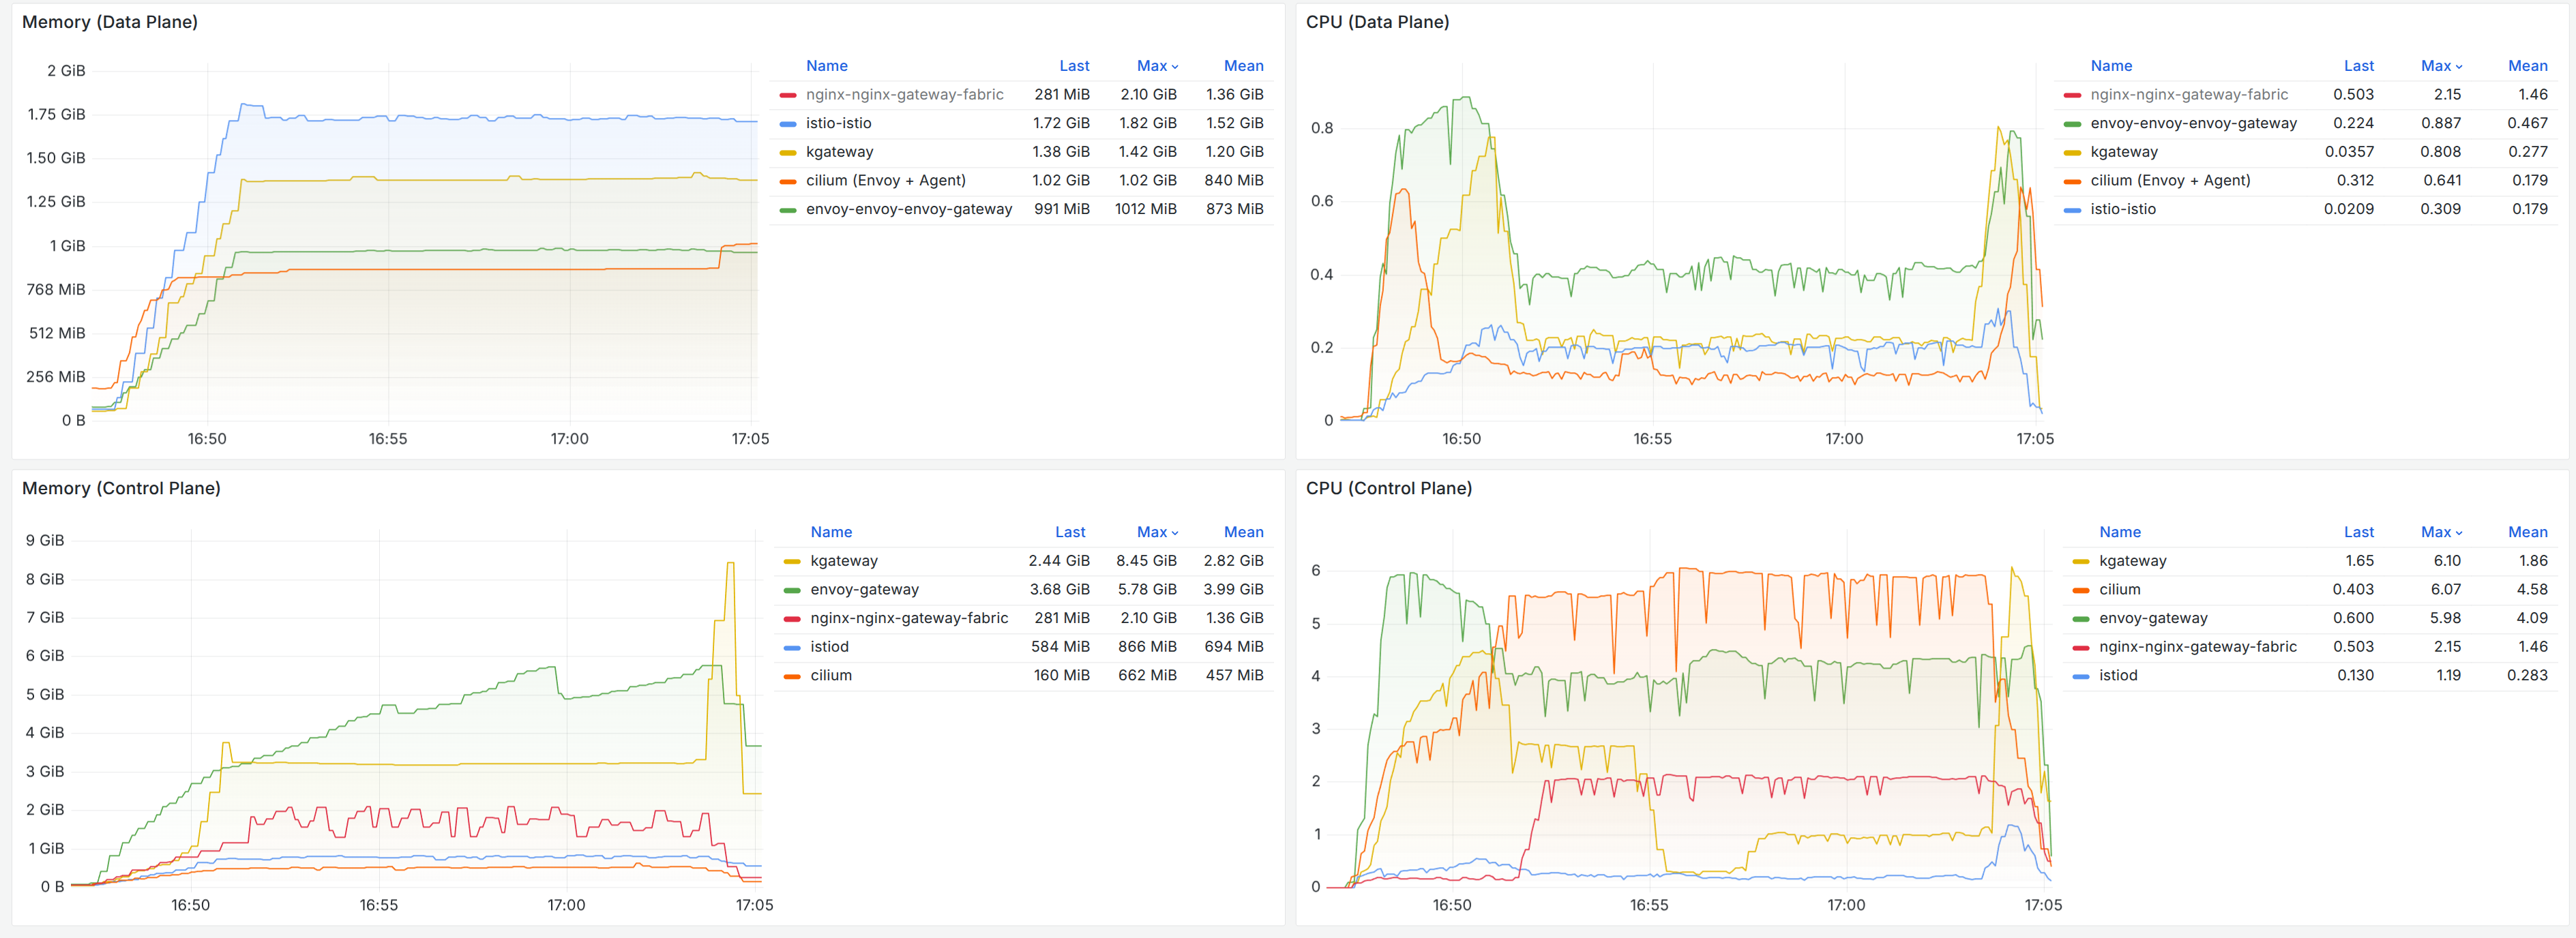 Memory (Data Plane)
2 GiB
1.75 GiB
1.50 GiB
1.25 GiB
1 GiB
768 MiB
512 MiB
256 MiB
0 B
16:50 16:55 17:00 17:05
Name Last Max Mean
nginx-nginx-gateway-fabric 281 MiB 2.10 GiB 1.36 GiB
istio-istio 1.72 GiB 1.82 GiB 1.52 GiB
kgateway 1.38 GiB 1.42 GiB 1.20 GiB
cilium (Envoy + Agent) 1.02 GiB 1.02 GiB 840 MiB
envoy-envoy-envoy-gateway 991 MiB 1012 MiB 873 MiB
CPU (Data Plane)
0.8
0.6
0.4
0.2
0
16:50 16:55 17:00 17:05
Name Last Max Mean
nginx-nginx-gateway-fabric 0.503 2.15 1.46
envoy-envoy-envoy-gateway 0.224 0.887 0.467
kgateway 0.0357 0.808 0.277
cilium (Envoy + Agent) 0.312 0.641 0.179
istio-istio 0.0209 0.309 0.179
Memory (Control Plane)
9 GiB
8 GiB
7 GiB
6 GiB
5 GiB
4 GiB
3 GiB
2 GiB
1 GiB
0 B
16:50 16:55 17:00 17:05
Name Last Max Mean
kgateway 2.44 GiB 8.45 GiB 2.82 GiB
envoy-gateway 3.68 GiB 5.78 GiB 3.99 GiB
nginx-nginx-gateway-fabric 281 MiB 2.10 GiB 1.36 GiB
istiod 584 MiB 866 MiB 694 MiB
cilium 160 MiB 662 MiB 457 MiB
CPU (Control Plane)
6
5
4
3
2
1
0
16:50 16:55 17:00 17:05
Name Last Max Mean
kgateway 1.65 6.10 1.86
cilium 0.403 6.07 4.58
envoy-gateway 0.600 5.98 4.09
nginx-nginx-gateway-fabric 0.503 2.15 1.46
istiod 0.130 1.19 0.283